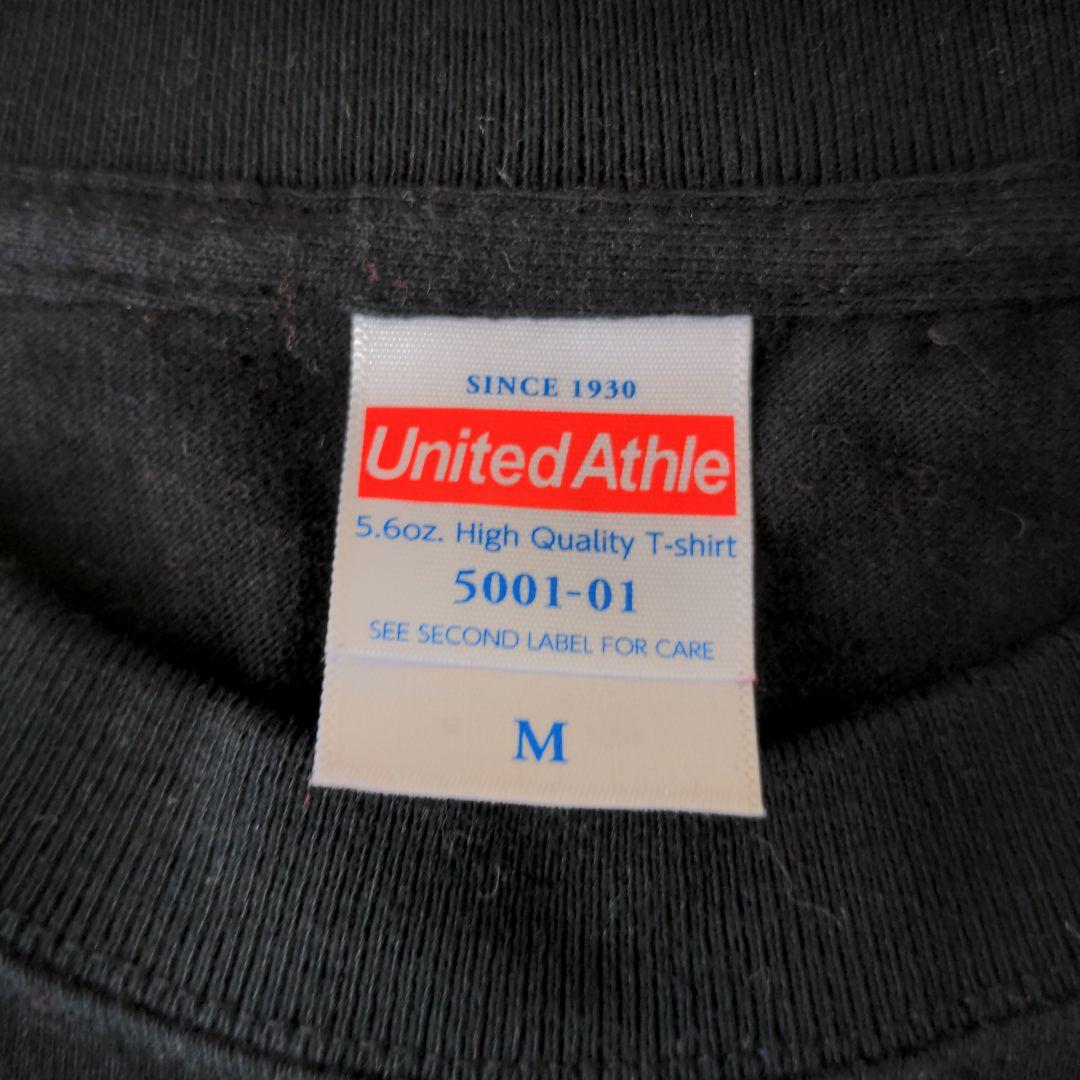 SINCE 1930
United Athle
5.6oz. High Quality T-shirt
5001-01
SEE SECOND LABEL FOR CARE
M